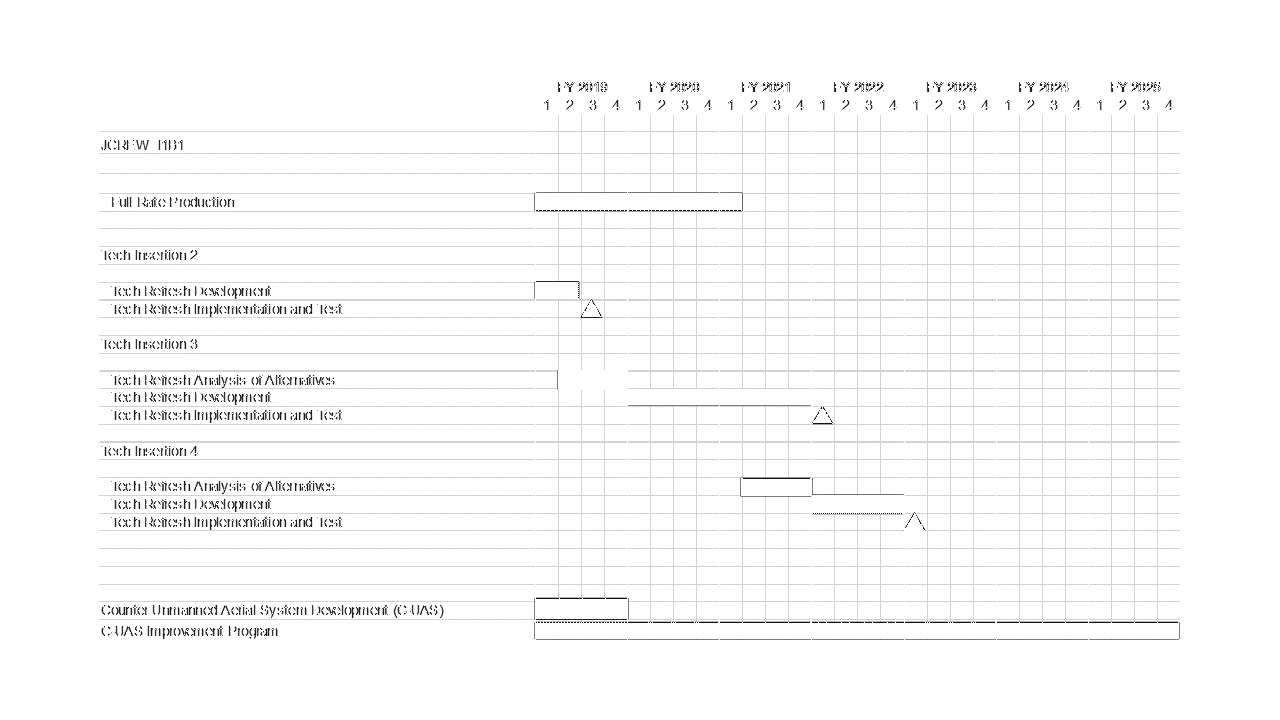 FY 2019 FY 2020 FY 2021 FY 2022 FY 2023 FY 2024 FY 2025
1 2 3 4 1 2 3 4 1 2 3 4 1 2 3 4 1 2 3 4 1 2 3 4 1 2 3 4
JCREW I1B1
Full Rate Production
Tech Insertion 2
Tech Refresh Development
Tech Refresh Implementation and Test
Tech Insertion 3
Tech Refresh Analysis of Alternatives
Tech Refresh Development
Tech Refresh Implementation and Test
Tech Insertion 4
Tech Refresh Analysis of Alternatives
Tech Refresh Development
Tech Refresh Implementation and Test
Counter Unmanned Aerial System Development (C-UAS)
C-UAS Improvement Program